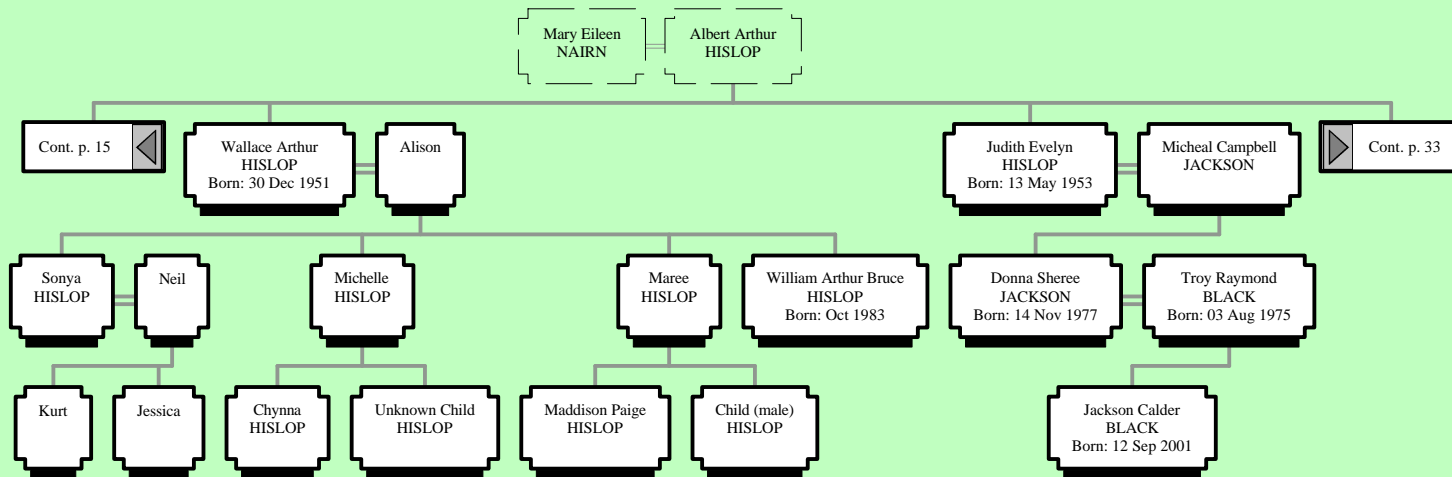 Mary Eileen
NAIRN
Albert Arthur
HISLOP
Cont. p. 15
Wallace Arthur
HISLOP
Born: 30 Dec 1951
Alison
Judith Evelyn
HISLOP
Born: 13 May 1953
Micheal Campbell
JACKSON
Cont. p. 33
Sonya
HISLOP
Neil
Michelle
HISLOP
Maree
HISLOP
William Arthur Bruce
HISLOP
Born: Oct 1983
Donna Sheree
JACKSON
Born: 14 Nov 1977
Troy Raymond
BLACK
Born: 03 Aug 1975
Kurt
Jessica
Chynna
HISLOP
Unknown Child
HISLOP
Maddison Paige
HISLOP
Child (male)
HISLOP
Jackson Calder
BLACK
Born: 12 Sep 2001